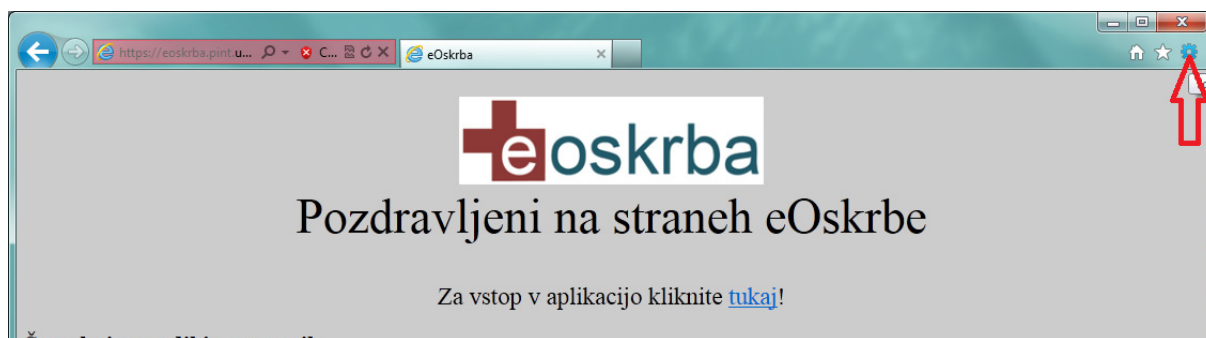 https://eoskrba.pint.u... C...
eOskrba
eoskrba
Pozdravljeni na straneh eOskrbe
Za vstop v aplikacijo kliknite tukaj!